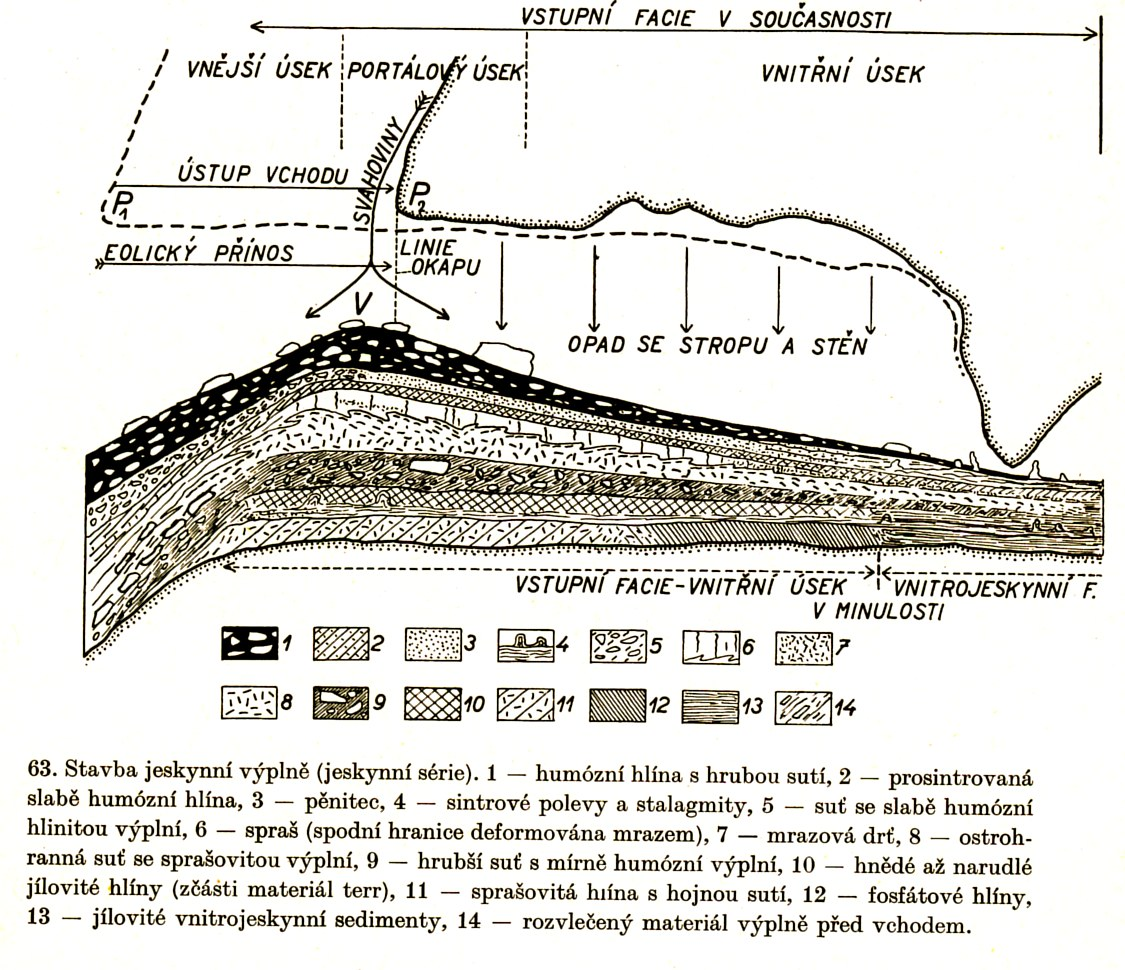 VSTUPNÍ FACIE V SOUČASNOSTI
VNĚJŠÍ ÚSEK
PORTÁLOVÝ ÚSEK
VNITŘNÍ ÚSEK
ÚSTUP VCHODU
SVAHOVINY
P1
P2
EOLICKÝ PŘÍNOS
LINIE
OKAPU
V
OPAD SE STROPU A STĚN
VSTUPNÍ FACIE-VNITŘNÍ ÚSEK
VNITROJESKYNNÍ F.
V MINULOSTI
1 2 3 4 5 6 7
8 9 10 11 12 13 14
63. Stavba jeskynní výplně (jeskynní série). 1 — humózní hlína s hrubou sutí, 2 — prosintrovaná
slabě humózní hlína, 3 — pěnitec, 4 — sintrové polevy a stalagmity, 5 — suť se slabě humózní
hlinitou výplní, 6 — spraš (spodní hranice deformována mrazem), 7 — mrazová drť, 8 — ostroh-
ranná suť se sprašovitou výplní, 9 — hrubší suť s mírně humózní výplní, 10 — hnědé až narudlé
jílovité hlíny (zčásti materiál terr), 11 — sprašovitá hlína s hojnou sutí, 12 — fosfátové hlíny,
13 — jílovité vnitrojeskynní sedimenty, 14 — rozvlečený materiál výplně před vchodem.